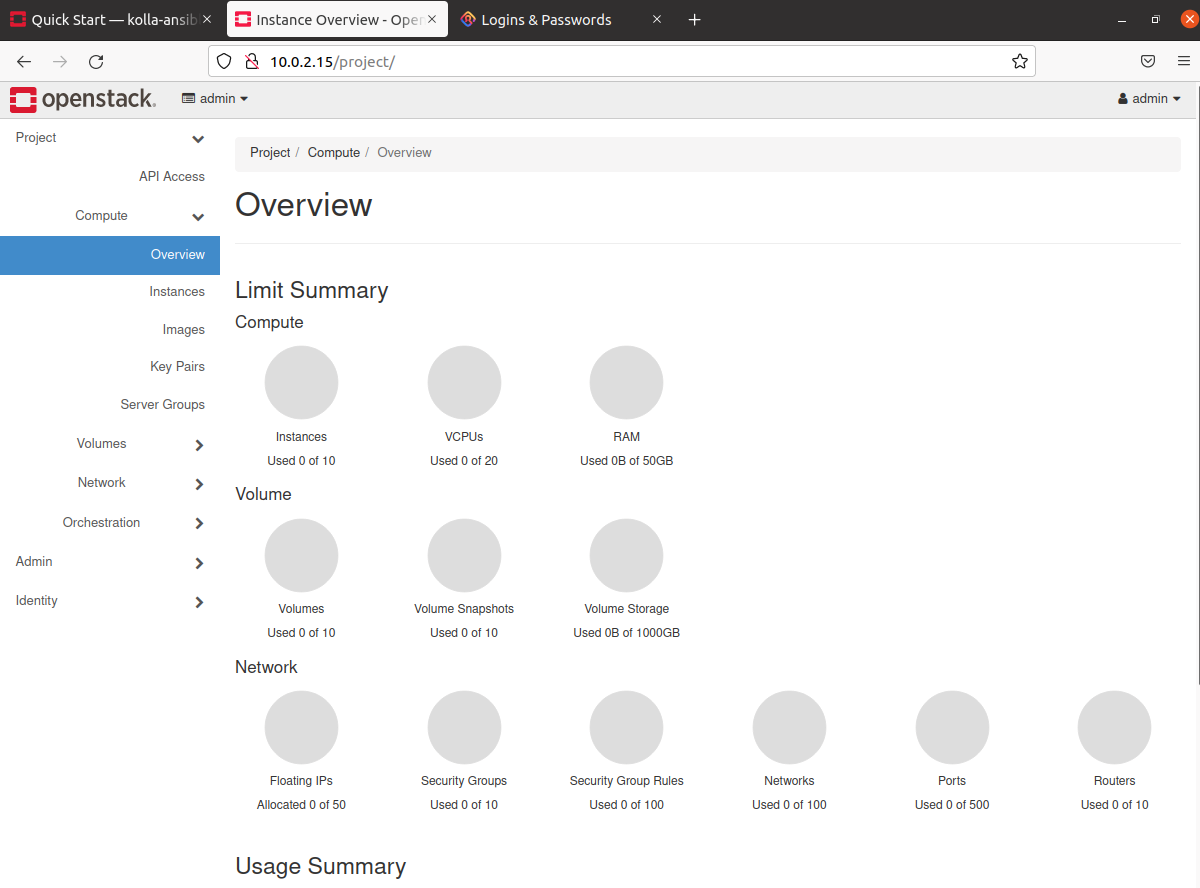 Quick Start — kolla-ansib
Instance Overview - Open
Logins & Passwords
10.0.2.15/project/
openstack.
admin
admin
Project
API Access
Compute
Overview
Instances
Images
Key Pairs
Server Groups
Volumes
Network
Orchestration
Admin
Identity
Project / Compute / Overview
Overview
Limit Summary
Compute
Instances VCPUs RAM
Used 0 of 10 Used 0 of 20 Used 0B of 50GB
Volume
Volumes Volume Snapshots Volume Storage
Used 0 of 10 Used 0 of 10 Used 0B of 1000GB
Network
Floating IPs Security Groups Security Group Rules Networks Ports Routers
Allocated 0 of 50 Used 0 of 10 Used 0 of 100 Used 0 of 100 Used 0 of 500 Used 0 of 10
Usage Summary